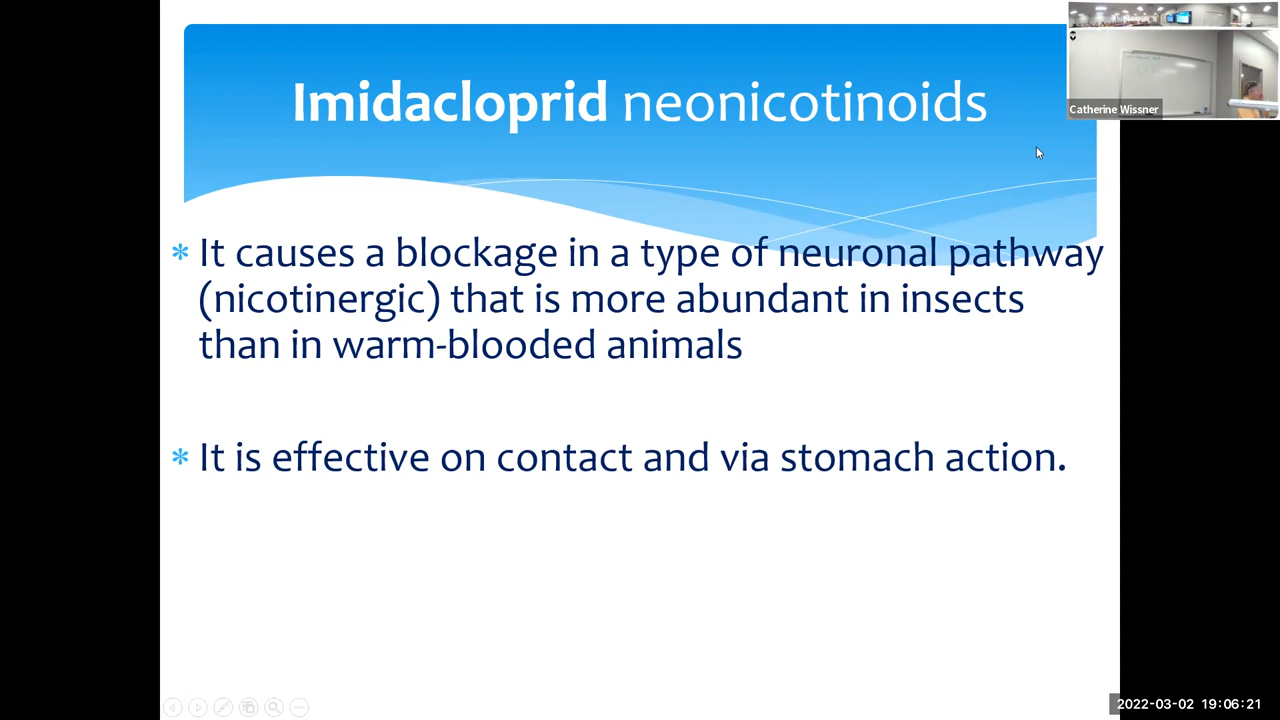 Imidacloprid neonicotinoids
Catherine Wissner
* It causes a blockage in a type of neuronal pathway
(nicotinergic) that is more abundant in insects
than in warm-blooded animals
* It is effective on contact and via stomach action.
2022-03-02 19:06:21